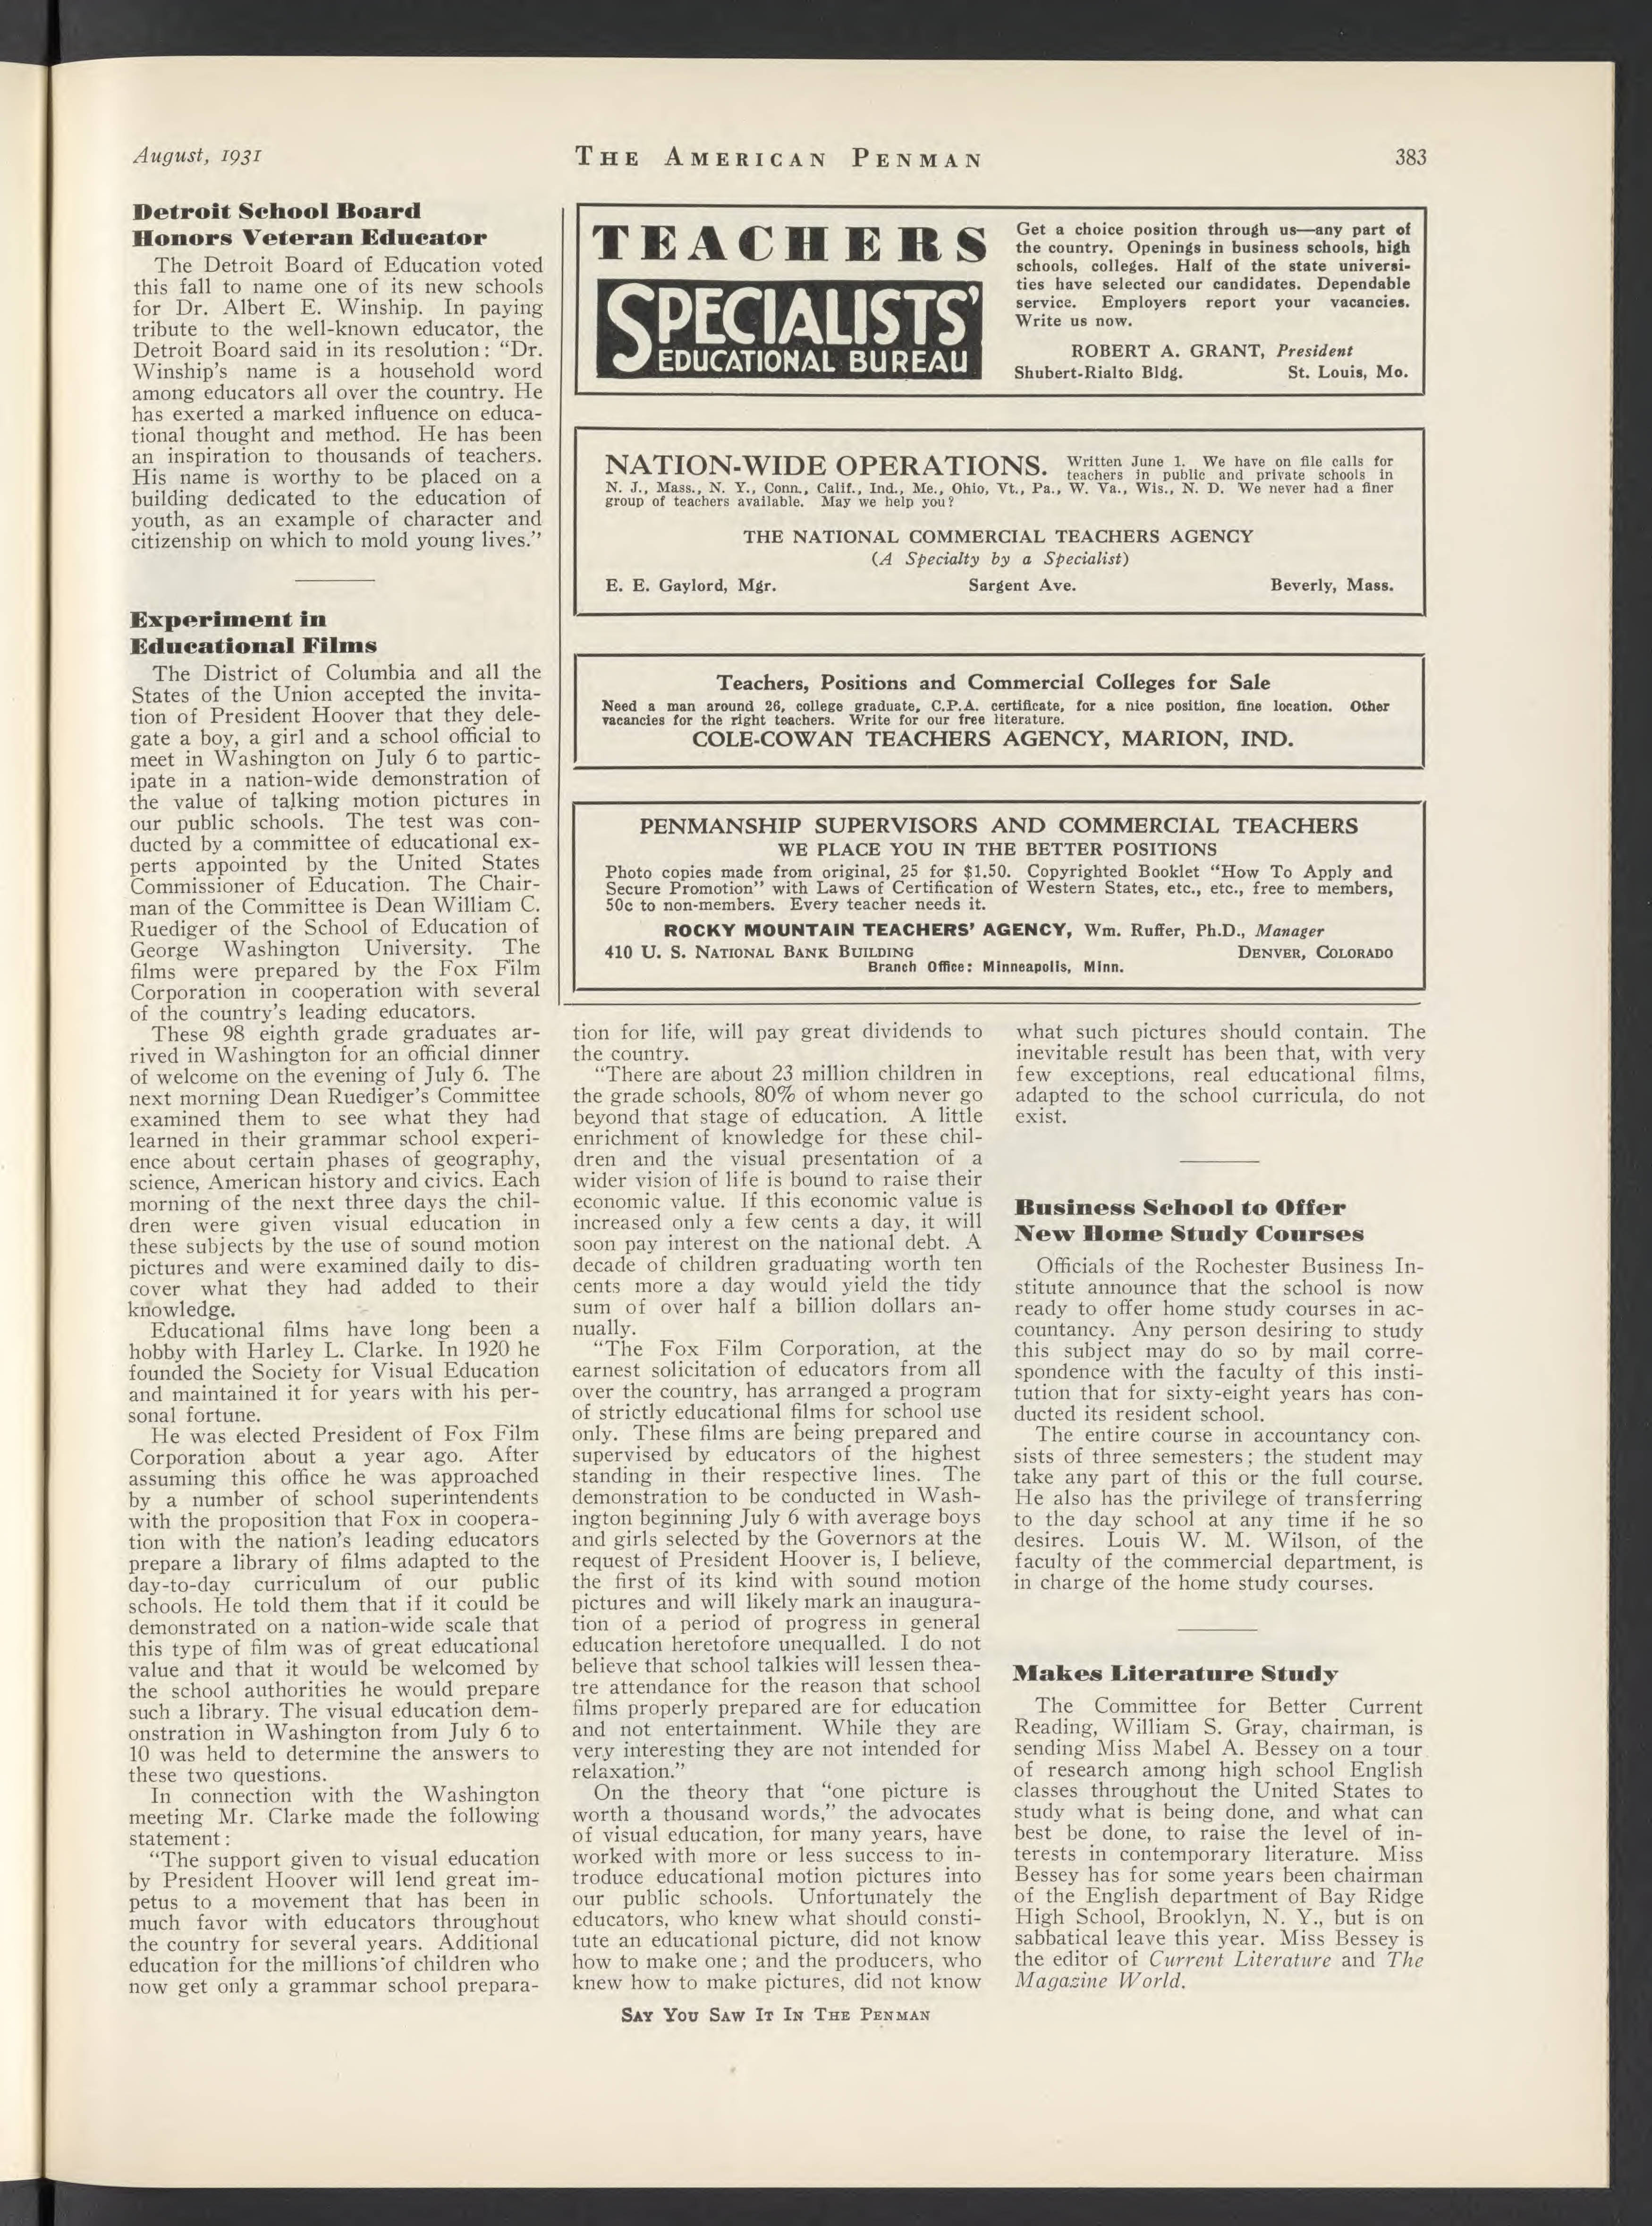 August, 1931
THE AMERICAN PENMAN
383
Detroit School Board
Honors Veteran Educator
The Detroit Board of Education voted
this fall to name one of its new schools
for Dr. Albert E. Winship. In paying
tribute to the well-known educator, the
Detroit Board said in its resolution: "Dr.
Winship's name is a household word
among educators all over the country. He
has exerted a marked influence on educa-
tional thought and method. He has been
an inspiration to thousands of teachers.
His name is worthy to be placed on a
building dedicated to the education of
youth, as an example of character and
citizenship on which to mold young lives."
Experiment in
Educational Films
The District of Columbia and all the
States of the Union accepted the invita-
tion of President Hoover that they dele-
gate a boy, a girl and a school official to
meet in Washington on July 6 to partic-
ipate in a nation-wide demonstration of
the value of talking motion pictures in
our public schools. The test was con-
ducted by a committee of educational ex-
perts appointed by the United States
Commissioner of Education. The Chair-
man of the Committee is Dean William C.
Ruediger of the School of Education of
George Washington University. The
films were prepared by the Fox Film
Corporation in cooperation with several
of the country's leading educators.
These 98 eighth grade graduates ar-
rived in Washington for an official dinner
of welcome on the evening of July 6. The
next morning Dean Ruediger's Committee
examined them to see what they had
learned in their grammar school experi-
ence about certain phases of geography,
science, American history and civics. Each
morning of the next three days the chil-
dren were given visual education in
these subjects by the use of sound motion
pictures and were examined daily to dis-
cover what they had added to their
knowledge.
Educational films have long been a
hobby with Harley L. Clarke. In 1920 he
founded the Society for Visual Education
and maintained it for years with his per-
sonal fortune.
He was elected President of Fox Film
Corporation about a year ago. After
assuming this office he was approached
by a number of school superintendents
with the proposition that Fox in coopera-
tion with the nation's leading educators
prepare a library of films adapted to the
day-to-day curriculum of our public
schools. He told them that if it could be
demonstrated on a nation-wide scale that
this type of film was of great educational
value and that it would be welcomed by
the school authorities he would prepare
such a library. The visual education dem-
onstration in Washington from July 6 to
10 was held to determine the answers to
these two questions.
In connection with the Washington
meeting Mr. Clarke made the following
statement:
"The support given to visual education
by President Hoover will lend great im-
petus to a movement that has been in
much favor with educators throughout
the country for several years. Additional
education for the millions of children who
now get only a grammar school prepara-
TEACHERS
SPECIALISTS'
EDUCATIONAL BUREAU
Get a choice position through us—any part of
the country. Openings in business schools, high
schools, colleges. Half of the state universi-
ties have selected our candidates. Dependable
service. Employers report your vacancies.
Write us now.
ROBERT A. GRANT, President
Shubert-Rialto Bldg. St. Louis, Mo.
NATION-WIDE OPERATIONS. Written June 1. We have on file calls for
teachers in public and private schools in
N. J., Mass., N. Y., Conn., Calif., Ind., Me., Ohio, Vt., Pa., W. Va., Wis., N. D. We never had a finer
group of teachers available. May we help you?
THE NATIONAL COMMERCIAL TEACHERS AGENCY
(A Specialty by a Specialist)
E. E. Gaylord, Mgr. Sargent Ave. Beverly, Mass.
Teachers, Positions and Commercial Colleges for Sale
Need a man around 26, college graduate, C.P.A. certificate, for a nice position, fine location. Other
vacancies for the right teachers. Write for our free literature.
COLE-COWAN TEACHERS AGENCY, MARION, IND.
PENMANSHIP SUPERVISORS AND COMMERCIAL TEACHERS
WE PLACE YOU IN THE BETTER POSITIONS
Photo copies made from original, 25 for $1.50. Copyrighted Booklet "How To Apply and
Secure Promotion" with Laws of Certification of Western States, etc., etc., free to members,
50c to non-members. Every teacher needs it.
ROCKY MOUNTAIN TEACHERS' AGENCY, Wm. Ruffer, Ph.D., Manager
410 U. S. NATIONAL BANK BUILDING DENVER, COLORADO
Branch Office: Minneapolis, Minn.
tion for life, will pay great dividends to
the country.
"There are about 23 million children in
the grade schools, 80% of whom never go
beyond that stage of education. A little
enrichment of knowledge for these chil-
dren and the visual presentation of a
wider vision of life is bound to raise their
economic value. If this economic value is
increased only a few cents a day, it will
soon pay interest on the national debt. A
decade of children graduating worth ten
cents more a day would yield the tidy
sum of over half a billion dollars an-
nually.
"The Fox Film Corporation, at the
earnest solicitation of educators from all
over the country, has arranged a program
of strictly educational films for school use
only. These films are being prepared and
supervised by educators of the highest
standing in their respective lines. The
demonstration to be conducted in Wash-
ington beginning July 6 with average boys
and girls selected by the Governors at the
request of President Hoover is, I believe,
the first of its kind with sound motion
pictures and will likely mark an inaugura-
tion of a period of progress in general
education heretofore unequalled. I do not
believe that school talkies will lessen thea-
tre attendance for the reason that school
films properly prepared are for education
and not entertainment. While they are
very interesting they are not intended for
relaxation."
On the theory that "one picture is
worth a thousand words," the advocates
of visual education, for many years, have
worked with more or less success to in-
troduce educational motion pictures into
our public schools. Unfortunately the
educators, who knew what should consti-
tute an educational picture, did not know
how to make one; and the producers, who
knew how to make pictures, did not know
what such pictures should contain. The
inevitable result has been that, with very
few exceptions, real educational films,
adapted to the school curricula, do not
exist.
Business School to Offer
New Home Study Courses
Officials of the Rochester Business In-
stitute announce that the school is now
ready to offer home study courses in ac-
countancy. Any person desiring to study
this subject may do so by mail corre-
spondence with the faculty of this insti-
tution that for sixty-eight years has con-
ducted its resident school.
The entire course in accountancy con-
sists of three semesters; the student may
take any part of this or the full course.
He also has the privilege of transferring
to the day school at any time if he so
desires. Louis W. M. Wilson, of the
faculty of the commercial department, is
in charge of the home study courses.
Makes Literature Study
The Committee for Better Current
Reading, William S. Gray, chairman, is
sending Miss Mabel A. Bessey on a tour
of research among high school English
classes throughout the United States to
study what is being done, and what can
best be done, to raise the level of in-
terests in contemporary literature. Miss
Bessey has for some years been chairman
of the English department of Bay Ridge
High School, Brooklyn, N. Y., but is on
sabbatical leave this year. Miss Bessey is
the editor of Current Literature and The
Magazine World.
SAY YOU SAW IT IN THE PENMAN